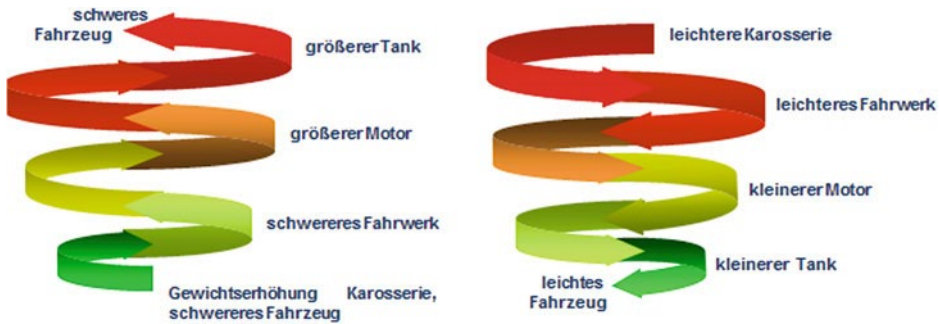 schweres
Fahrzeug
größerer Tank
größerer Motor
schwereres Fahrwerk
Gewichtserhöhung Karosserie,
schwereres Fahrzeug
leichtere Karosserie
leichteres Fahrwerk
kleinerer Motor
kleinerer Tank
leichtes
Fahrzeug